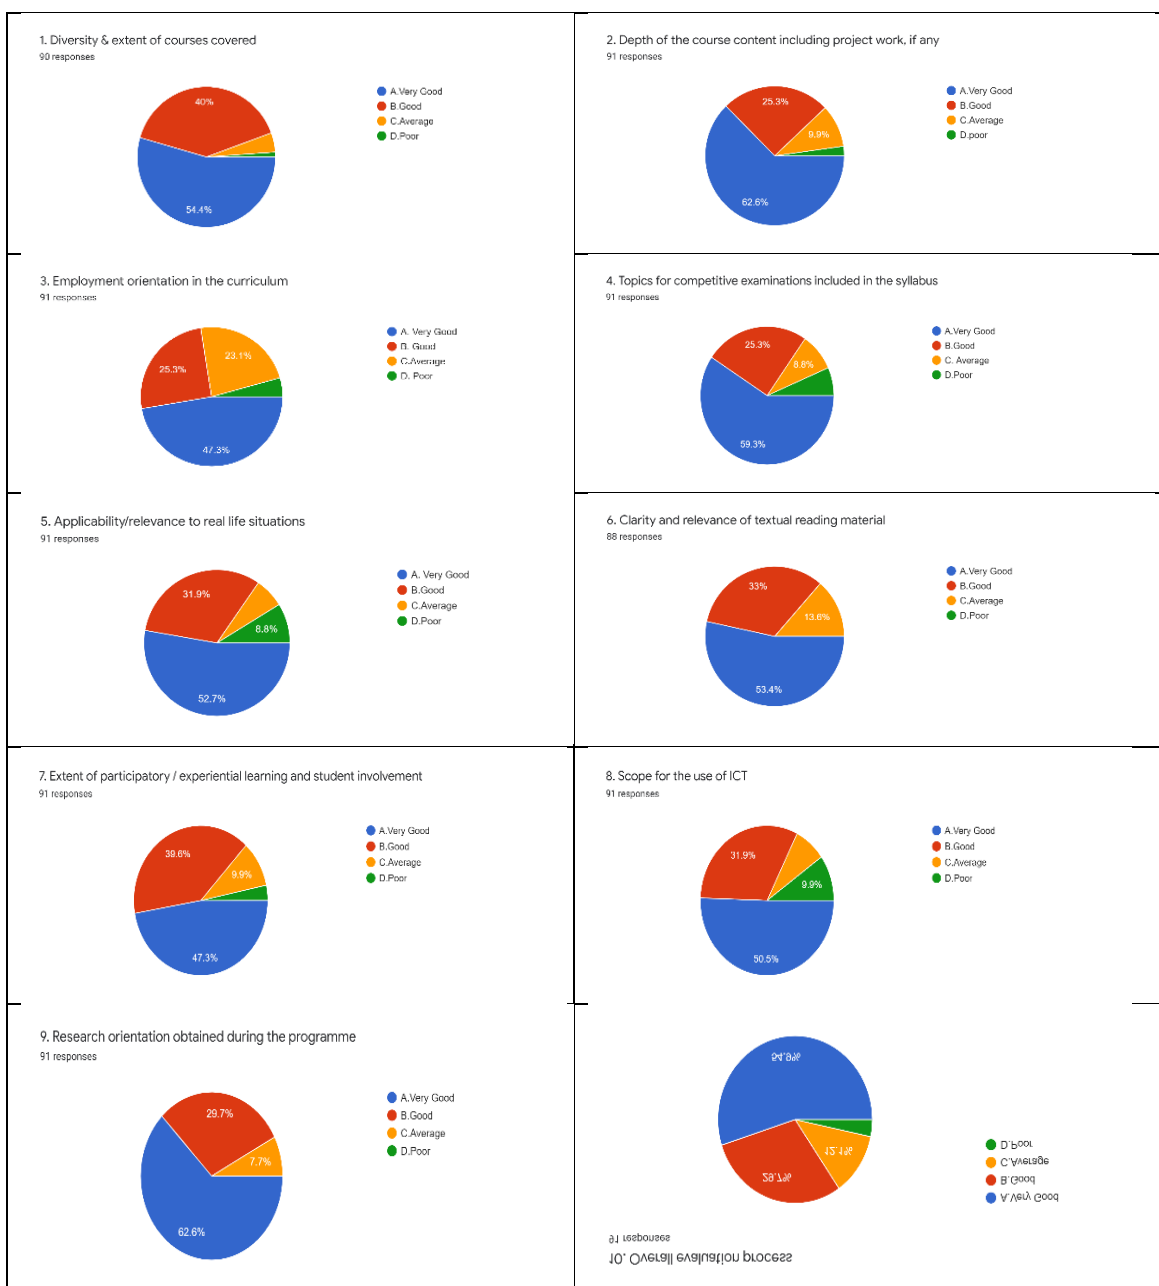 1. Diversity & extent of courses covered
90 responses
40%
54.4%
A.Very Good
B.Good
C.Average
D.Poor
2. Depth of the course content including project work, if any
91 responses
25.3%
9.9%
62.6%
A.Very Good
B.Good
C.Average
D.poor
3. Employment orientation in the curriculum
91 responses
23.1%
25.3%
47.3%
A. Very Good
B. Good
C.Average
D. Poor
4. Topics for competitive examinations included in the syllabus
91 responses
25.3%
8.8%
59.3%
A.Very Good
B.Good
C. Average
D.Poor
5. Applicability/relevance to real life situations
91 responses
31.9%
8.8%
52.7%
A. Very Good
B.Good
C.Average
D.Poor
6. Clarity and relevance of textual reading material
88 responses
33%
13.6%
53.4%
A.Very Good
B.Good
C.Average
D.Poor
7. Extent of participatory / experiential learning and student involvement
91 responses
39.6%
9.9%
47.3%
A.Very Good
B.Good
C.Average
D.Poor
8. Scope for the use of ICT
91 responses
31.9%
9.9%
50.5%
A.Very Good
B.Good
C.Average
D.Poor
9. Research orientation obtained during the programme
91 responses
29.7%
7.7%
62.6%
A.Very Good
B.Good
C.Average
D.Poor
10. Overall evaluation process
91 responses
29.7%
12.1%
54.9%
A.Very Good
B.Good
C.Average
D.Poor